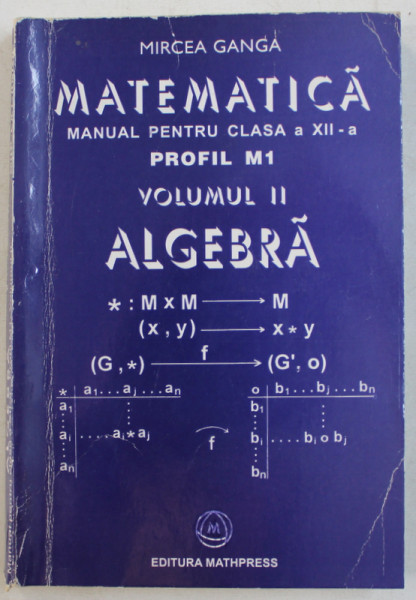 MIRCEA GANGA
MATEMATICĂ
MANUAL PENTRU CLASA a XII-a
PROFIL M1
VOLUMUL II
ALGEBRĂ
* : M x M ⟶ M
(x , y) ⟶ x * y
f
(G , *) ⟶ (G', o)
* a₁ . . . aⱼ . . . aₙ
a₁
aᵢ . . . . aᵢ * aⱼ
aₙ
f
o b₁ . . . bⱼ . . . bₙ
b₁
bᵢ . . . . bᵢ o bⱼ
bₙ
M
EDITURA MATHPRESS